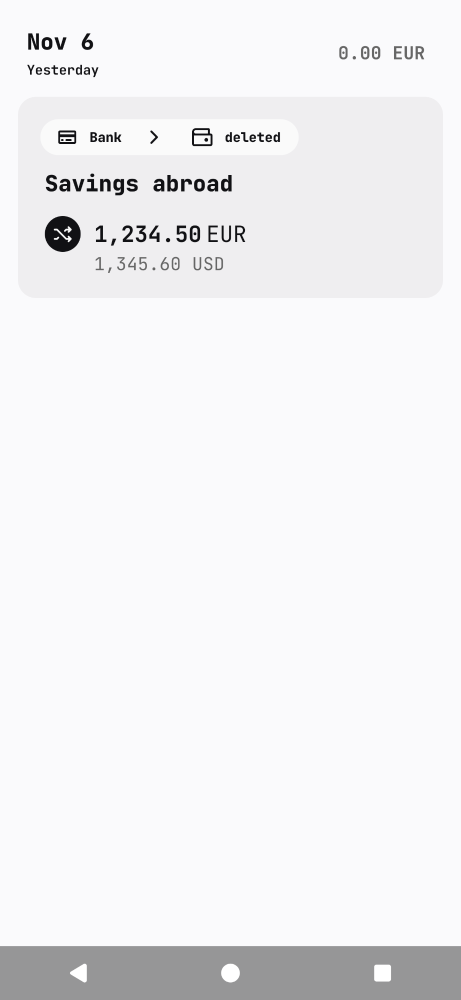 Nov 6
Yesterday
0.00 EUR
Bank
deleted
Savings abroad
1,234.50 EUR
1,345.60 USD